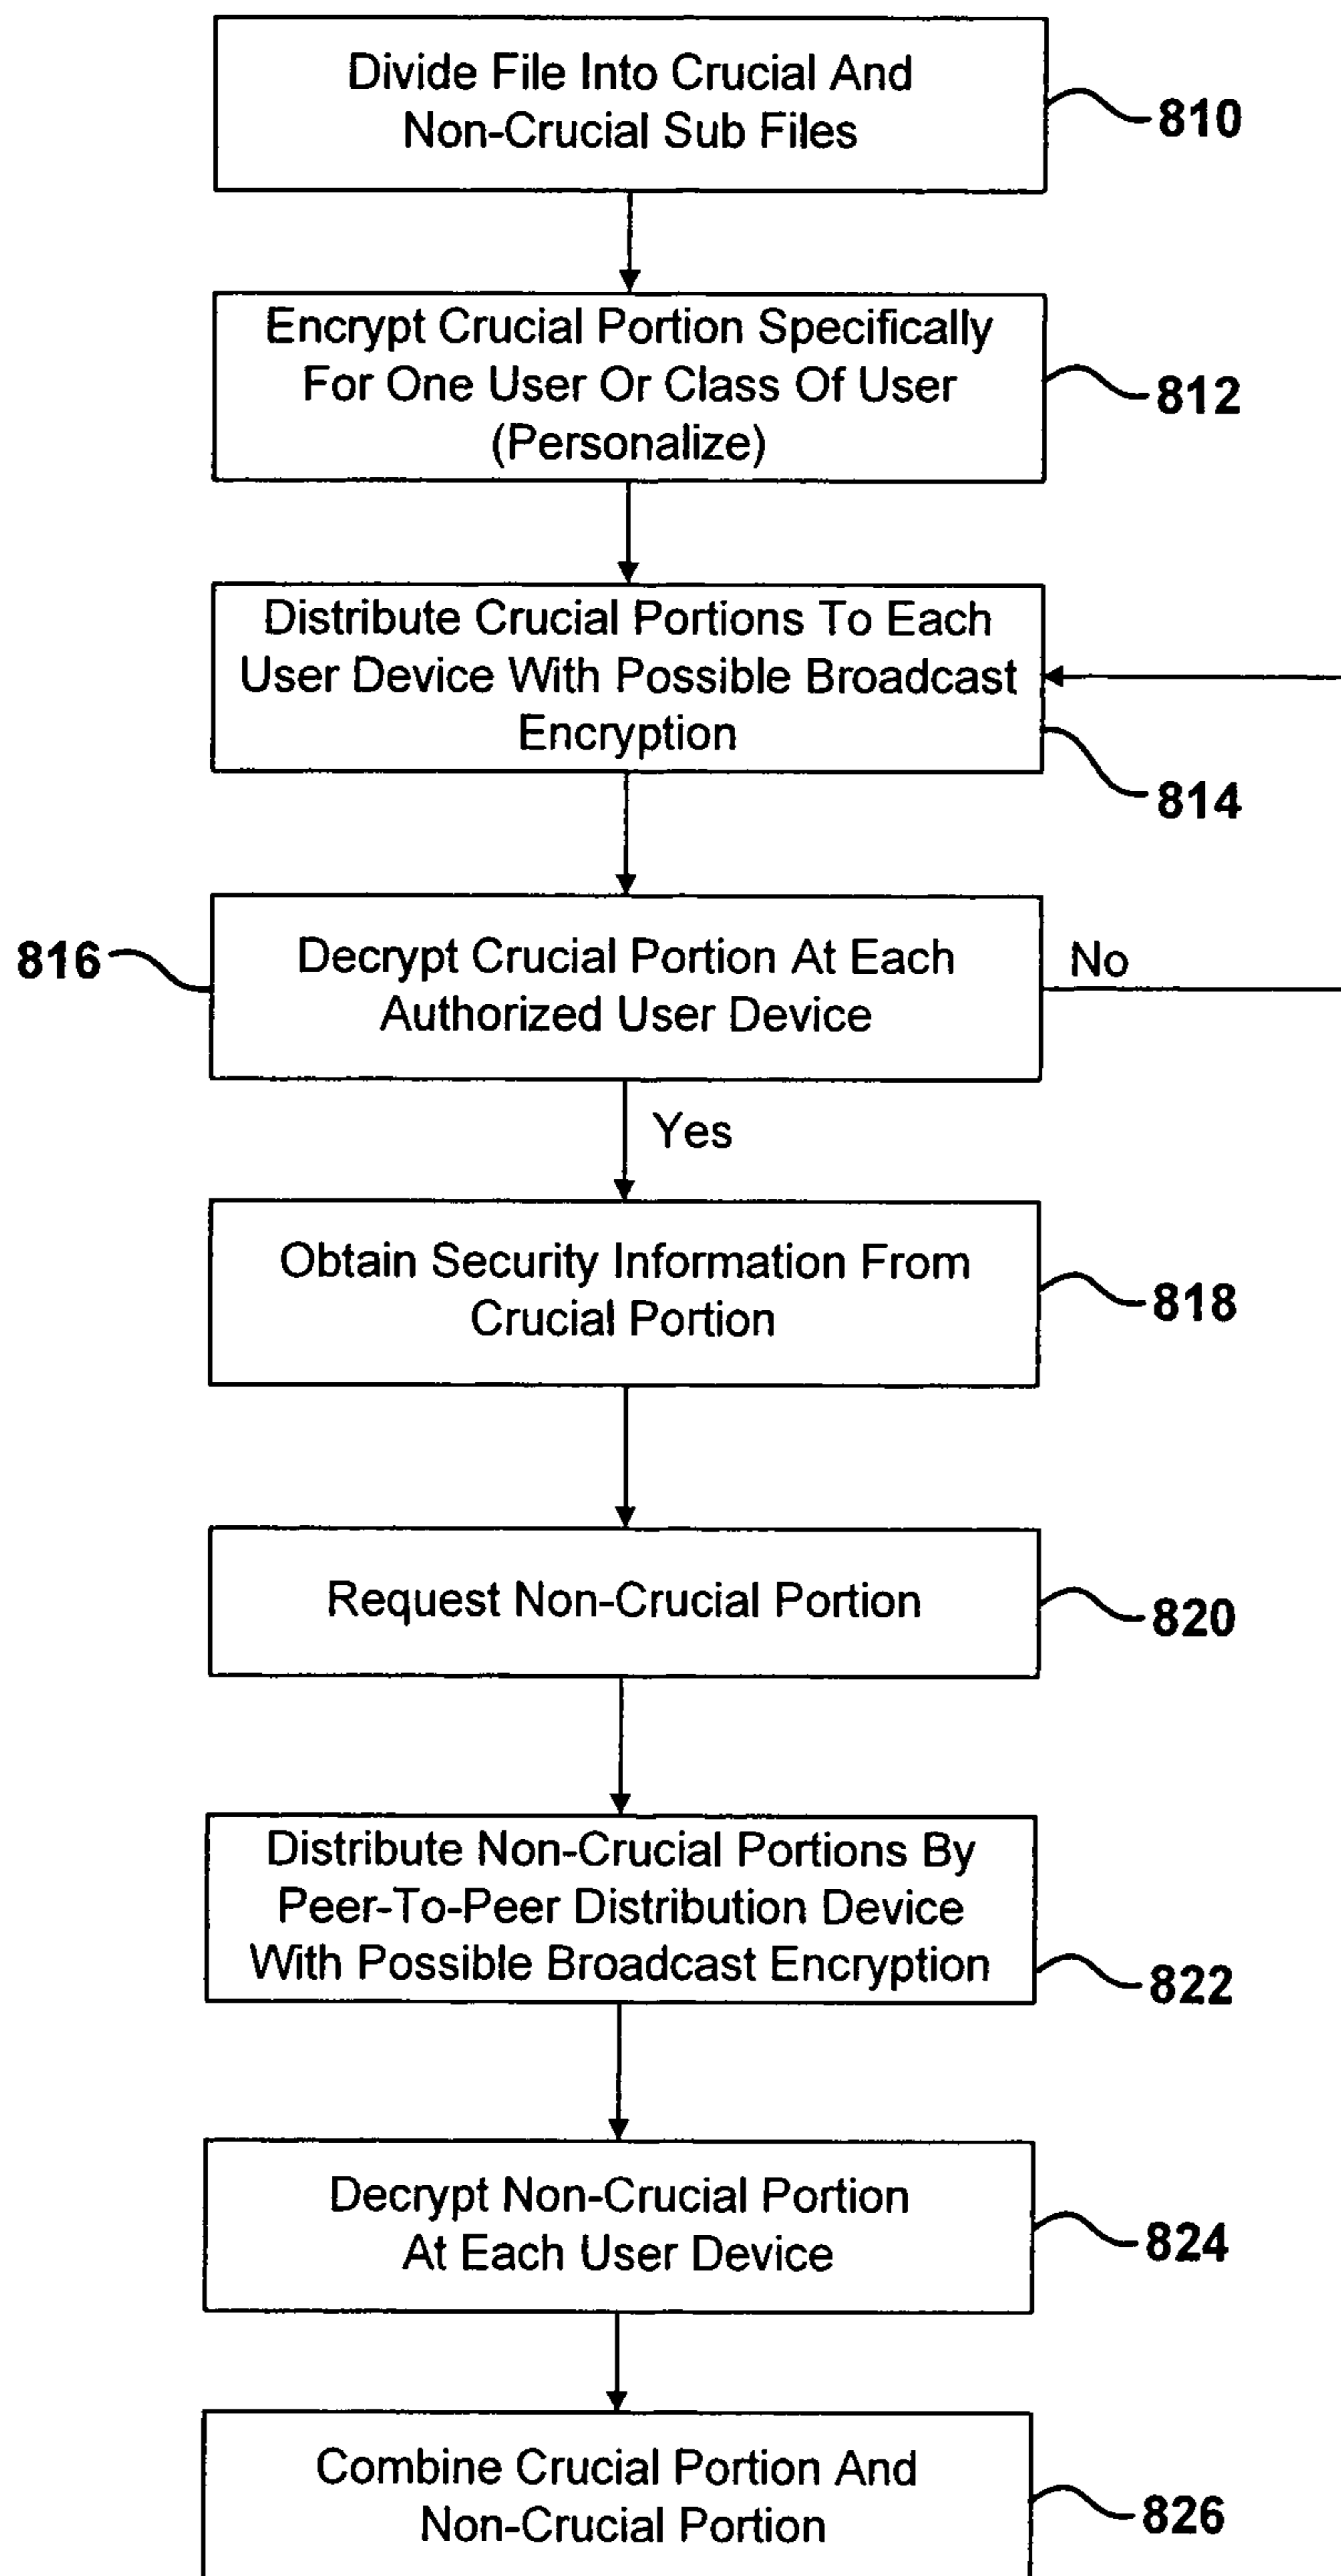 Divide File Into Crucial And
Non-Crucial Sub Files
810
Encrypt Crucial Portion Specifically
For One User Or Class Of User
(Personalize)
812
Distribute Crucial Portions To Each
User Device With Possible Broadcast
Encryption
814
816
Decrypt Crucial Portion At Each
Authorized User Device
No
Yes
Obtain Security Information From
Crucial Portion
818
Request Non-Crucial Portion
820
Distribute Non-Crucial Portions By
Peer-To-Peer Distribution Device
With Possible Broadcast Encryption
822
Decrypt Non-Crucial Portion
At Each User Device
824
Combine Crucial Portion And
Non-Crucial Portion
826